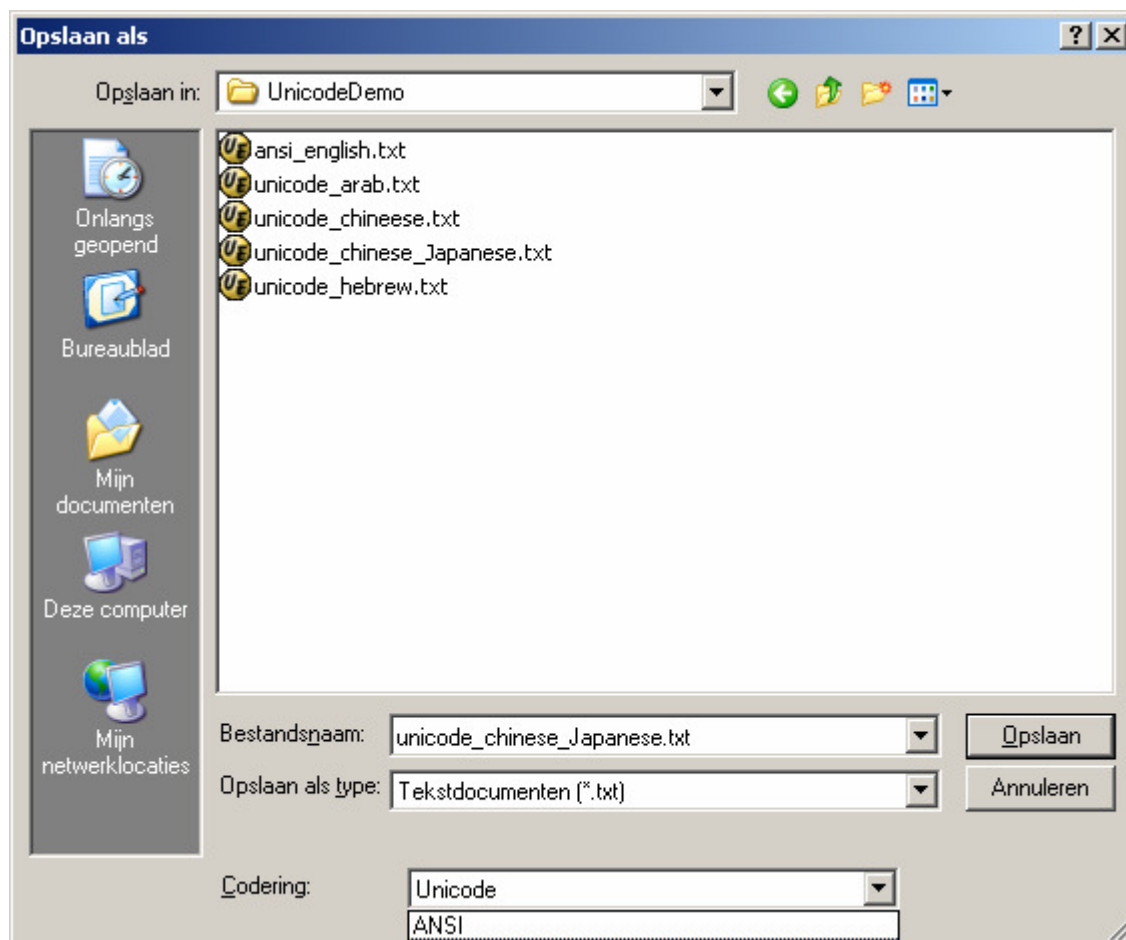 Opslaan als
Opslaan in:
UnicodeDemo
ansi_english.txt
unicode_arab.txt
unicode_chineese.txt
unicode_chinese_Japanese.txt
unicode_hebrew.txt
Onlangs
geopend
Bureaublad
Mijn
documenten
Deze computer
Mijn
netwerklocaties
Bestandsnaam:
unicode_chinese_Japanese.txt
Opslaan
Opslaan als type:
Tekstdocumenten (*.txt)
Annuleren
Codering:
Unicode
ANSI